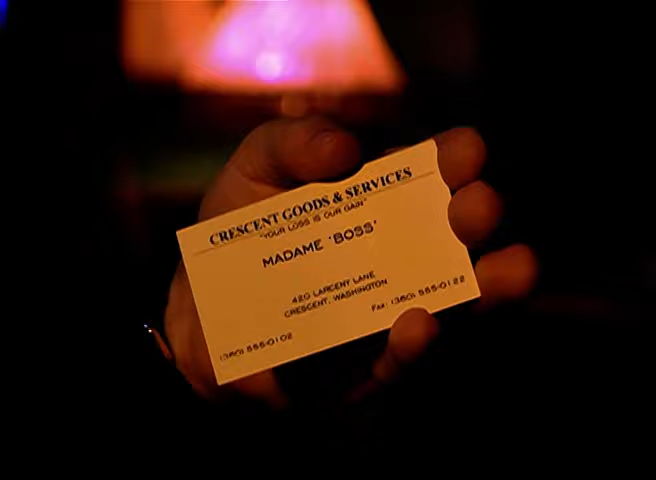 CRESCENT GOODS & SERVICES
"YOUR LOSS IS OUR GAIN"
MADAME 'BOSS'
420 LARCENY LANE
CRESCENT, WASHINGTON
(360) 555-0102
FAX: (360) 555-0122